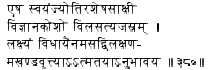 एष स्वयंज्योतिरशेषसाक्षी
विज्ञानकोशो विलसत्यजस्रम् ।
लक्ष्यं विधायैनमसद्विलक्षण-
मखण्डवृत्त्याऽऽत्मतयाऽनुभावय ॥ ३८० ॥